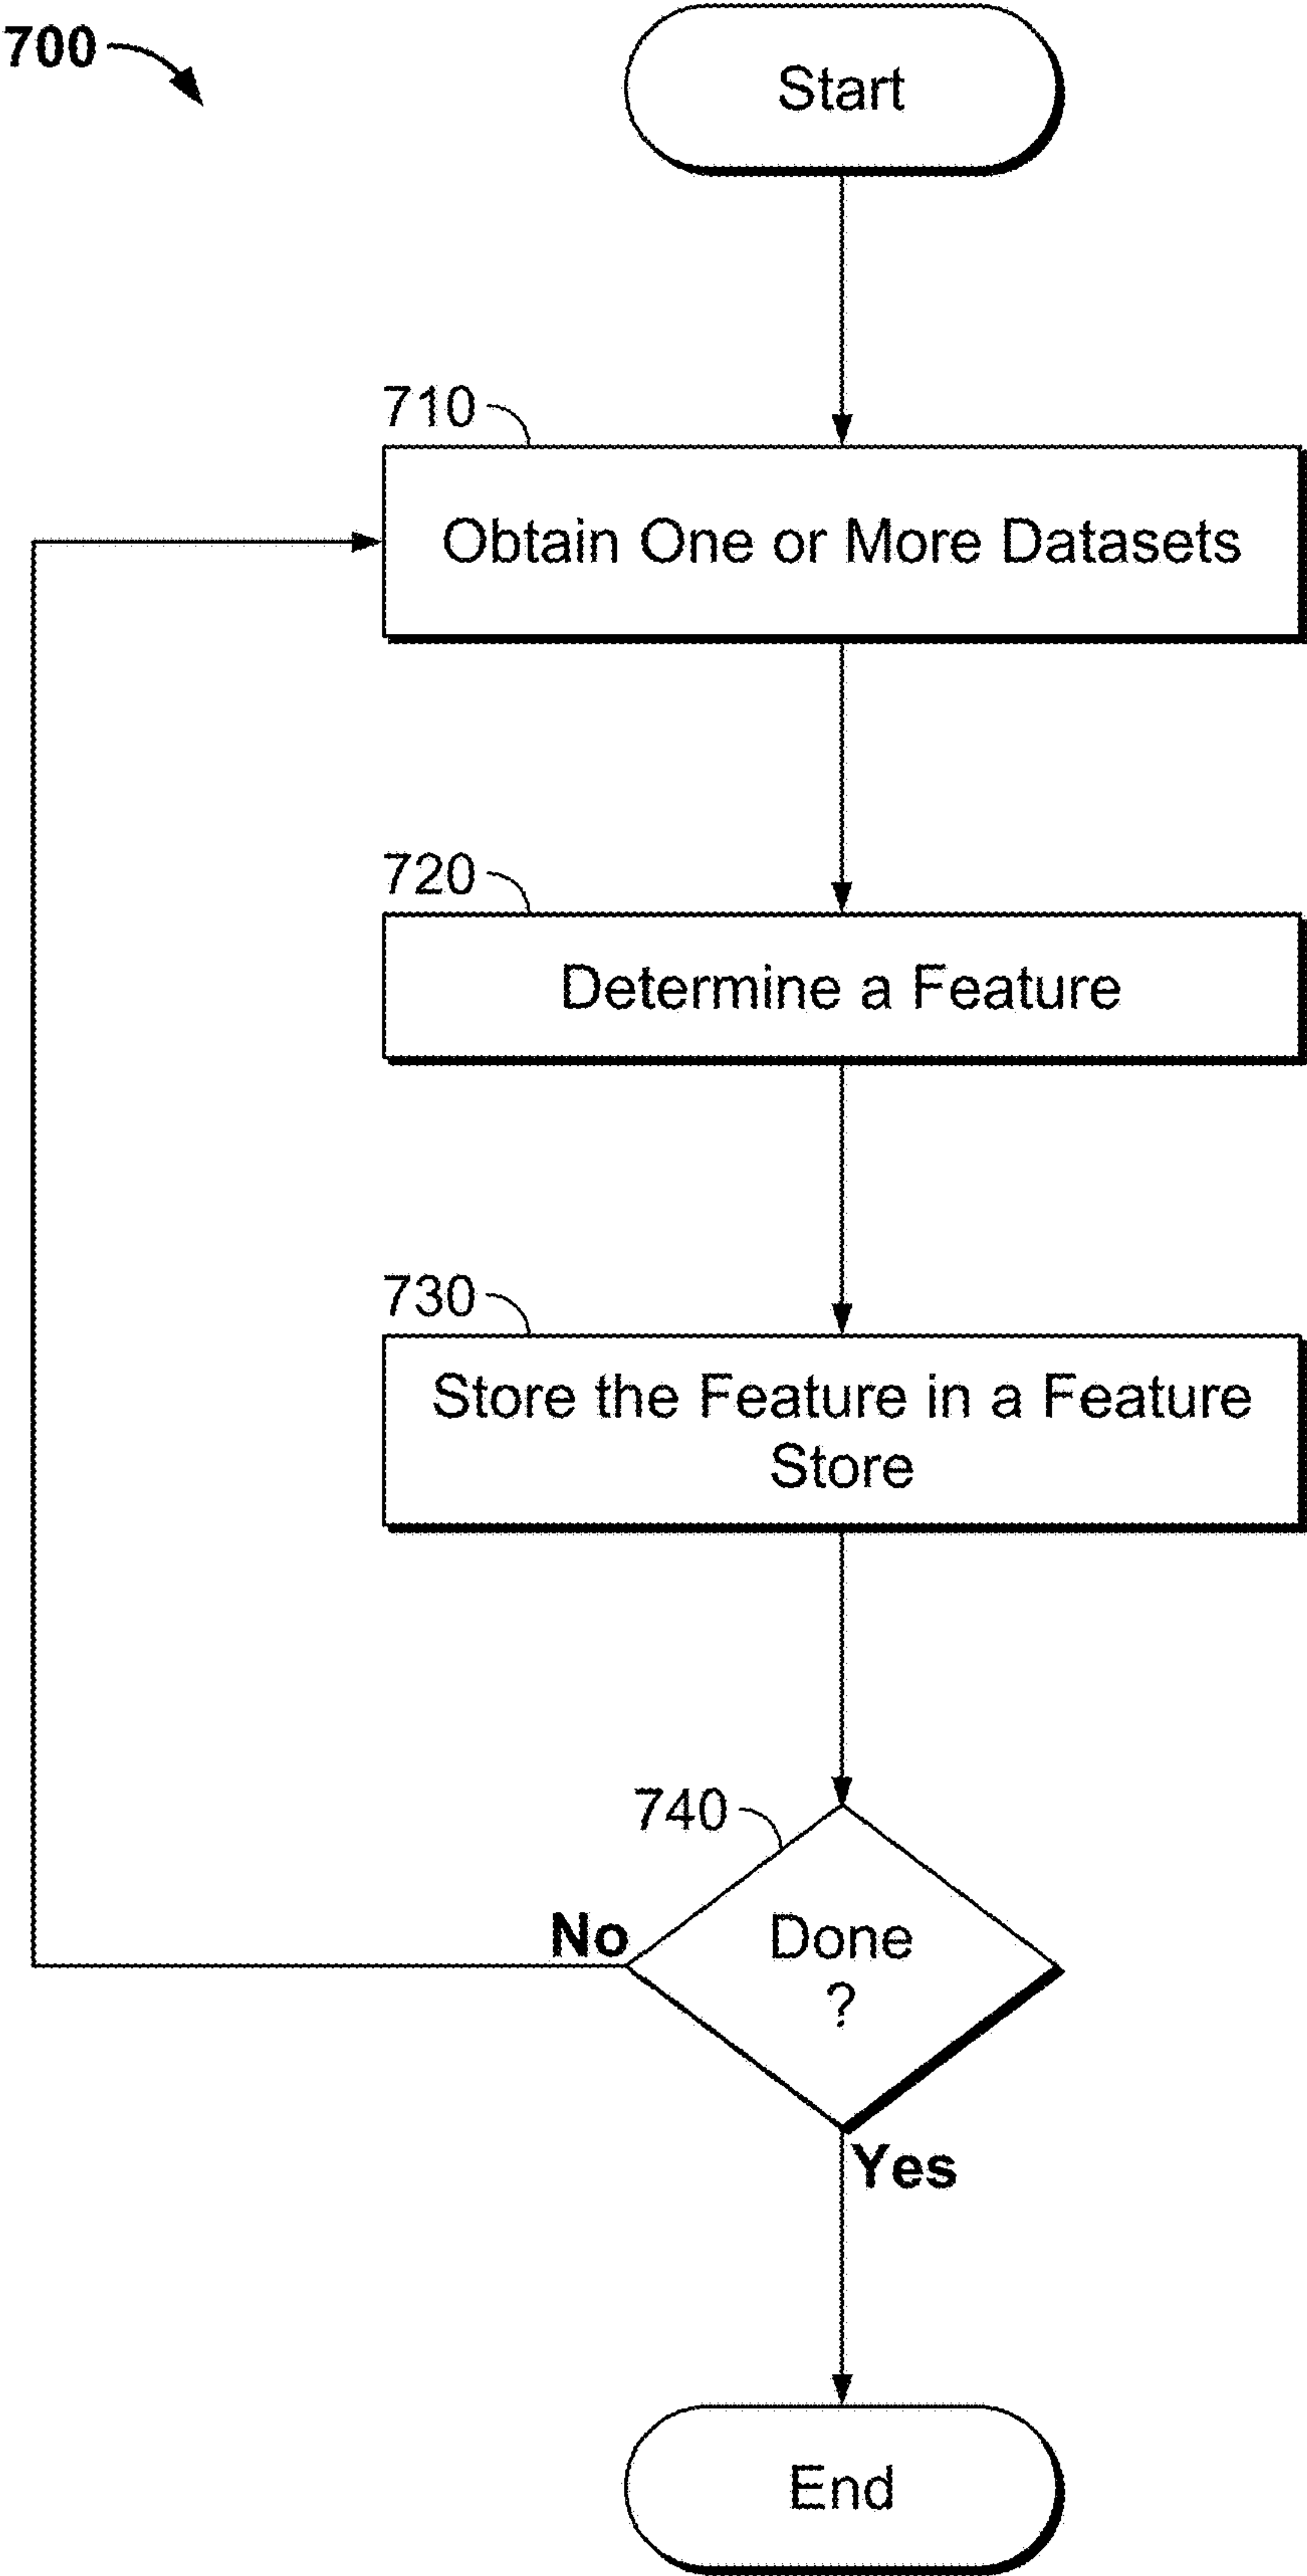 700
Start
710
Obtain One or More Datasets
720
Determine a Feature
730
Store the Feature in a Feature
Store
740
No
Done
?
Yes
End